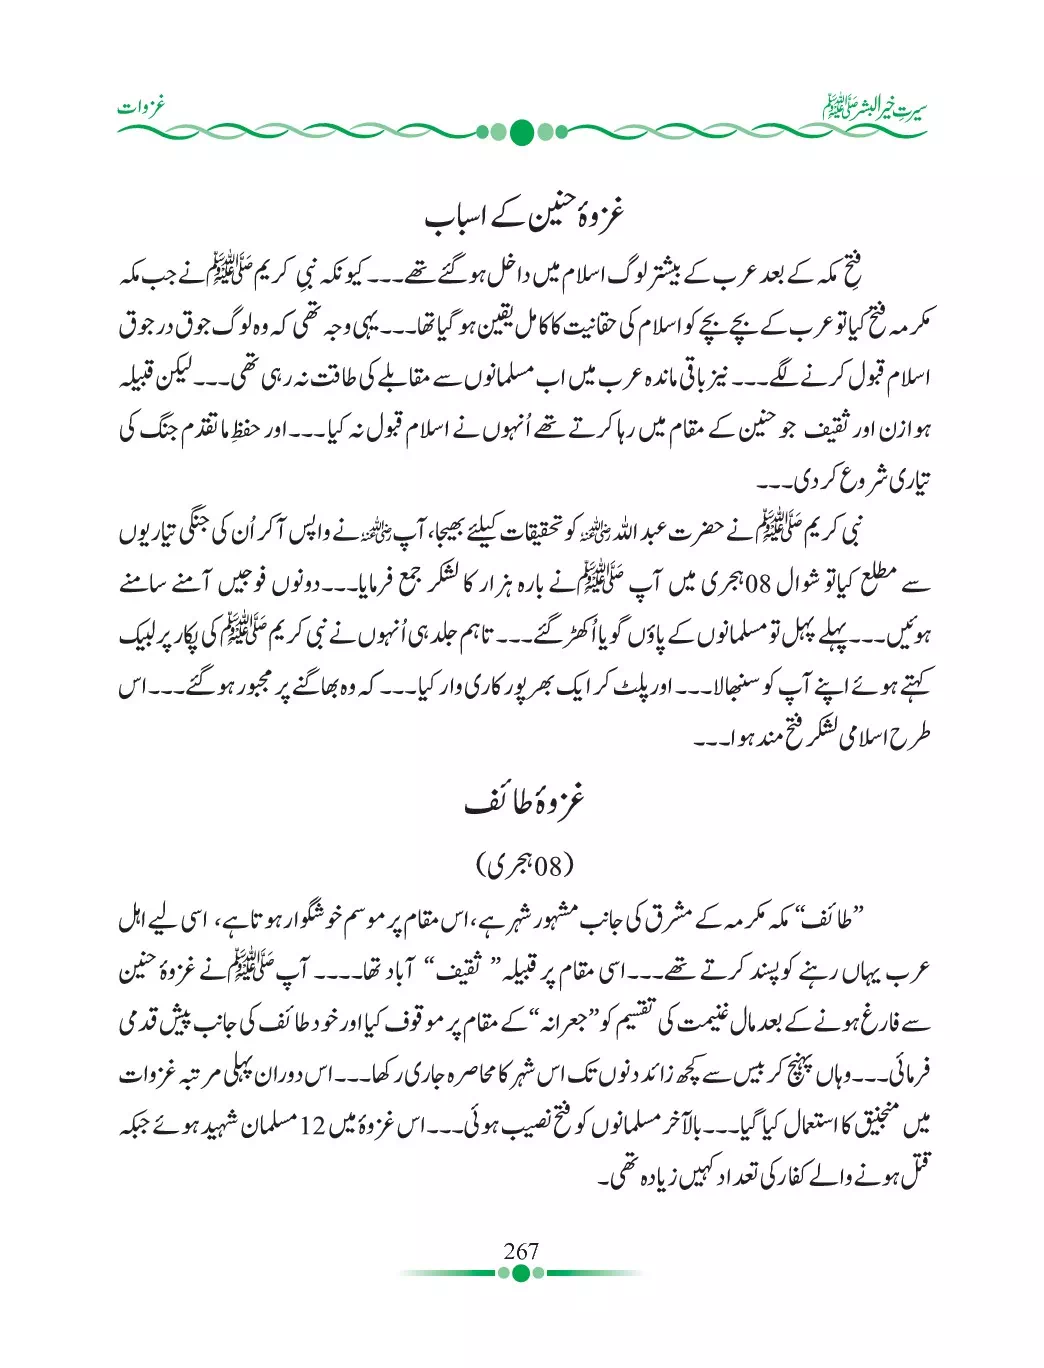 سیرتِ خیر البشر ﷺ
غزوات
غزوۂ حنین کے اسباب
فتحِ مکہ کے بعد عرب کے بیشتر لوگ اسلام میں داخل ہو گئے تھے۔۔۔ کیونکہ نبیِ کریم ﷺ نے جب مکہ
مکرمہ فتح کیا تو عرب کے بچے بچے کو اسلام کی حقانیت کا کامل یقین ہو گیا تھا۔۔۔ یہی وجہ تھی کہ وہ لوگ جوق در جوق
اسلام قبول کرنے لگے۔۔۔ نیز باقی ماندہ عرب میں اب مسلمانوں سے مقابلے کی طاقت نہ رہی تھی۔۔۔ لیکن قبیلہ
ہوازن اور ثقیف جو حنین کے مقام میں رہا کرتے تھے اُنہوں نے اسلام قبول نہ کیا۔۔۔ اور حفظِ ماتقدم جنگ کی
تیاری شروع کر دی۔۔۔
نبی کریم ﷺ نے حضرت عبد اللہ رضی اللہ عنہ کو تحقیقات کیلئے بھیجا، آپ رضی اللہ عنہ نے واپس آ کر اُن کی جنگی تیاریوں
سے مطلع کیا تو شوال 08 ہجری میں آپ ﷺ نے بارہ ہزار کا لشکر جمع فرمایا۔۔۔ دونوں فوجیں آمنے سامنے
ہوئیں۔۔۔ پہلے پہل تو مسلمانوں کے پاؤں گویا اُکھڑ گئے۔۔۔ تاہم جلد ہی اُنہوں نے نبی کریم ﷺ کی پکار پر لبیک
کہتے ہوئے اپنے آپ کو سنبھالا۔۔۔ اور پلٹ کر ایک بھرپور کاری وار کیا۔۔۔ کہ وہ بھاگنے پر مجبور ہو گئے۔۔۔ اس
طرح اسلامی لشکر فتح مند ہوا۔۔۔
غزوۂ طائف
(08 ہجری)
”طائف“ مکہ مکرمہ کے مشرق کی جانب مشہور شہر ہے، اس مقام پر موسم خوشگوار ہوتا ہے، اسی لیے اہل
عرب یہاں رہنے کو پسند کرتے تھے۔۔۔ اسی مقام پر قبیلہ ”ثقیف“ آباد تھا۔۔۔۔ آپ ﷺ نے غزوۂ حنین
سے فارغ ہونے کے بعد مال غنیمت کی تقسیم کو ”جعرانہ“ کے مقام پر موقوف کیا اور خود طائف کی جانب پیش قدمی
فرمائی۔۔۔ وہاں پہنچ کر بیس سے کچھ زائد دنوں تک اس شہر کا محاصرہ جاری رکھا۔۔۔ اس دوران پہلی مرتبہ غزوات
میں منجنیق کا استعمال کیا گیا۔۔۔ بالآخر مسلمانوں کو فتح نصیب ہوئی۔۔۔ اس غزوۂ میں 12 مسلمان شہید ہوئے جبکہ
قتل ہونے والے کفار کی تعداد کہیں زیادہ تھی۔
267